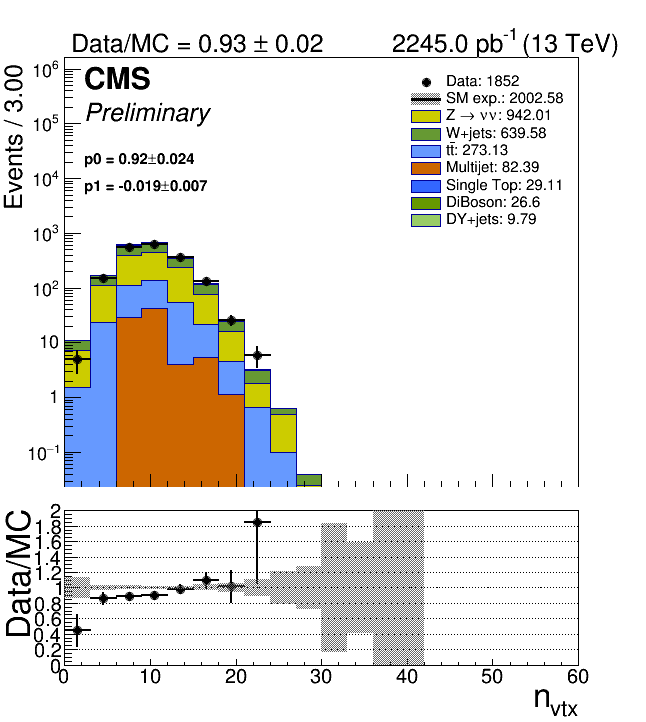 Data/MC = 0.93 ± 0.02 2245.0 pb⁻¹ (13 TeV)
Events / 3.00
CMS
Preliminary
p0 = 0.92±0.024
p1 = -0.019±0.007
Data: 1852
SM exp.: 2002.58
Z → νν: 942.01
W+jets: 639.58
tt̄: 273.13
Multijet: 82.39
Single Top: 29.11
DiBoson: 26.6
DY+jets: 9.79
10⁶
10⁵
10⁴
10³
10²
10
1
10⁻¹
Data/MC
2
1.8
1.6
1.4
1.2
1
0.8
0.6
0.4
0.2
0
0 10 20 30 40 50 60
n_vtx